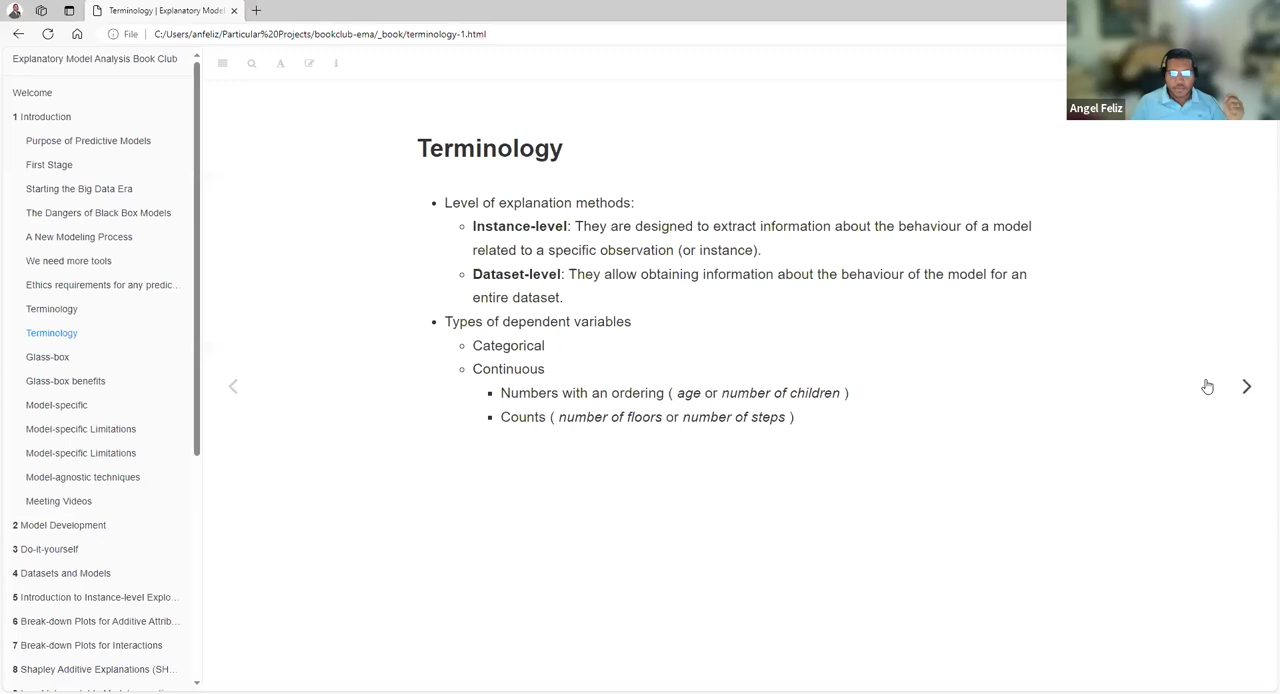 Terminology | Explanatory Model
File
C:/Users/anfeliz/Particular%20Projects/bookclub-ema/_book/terminology-1.html
Angel Feliz
Explanatory Model Analysis Book Club
Welcome
1 Introduction
Purpose of Predictive Models
First Stage
Starting the Big Data Era
The Dangers of Black Box Models
A New Modeling Process
We need more tools
Ethics requirements for any predic...
Terminology
Terminology
Glass-box
Glass-box benefits
Model-specific
Model-specific Limitations
Model-specific Limitations
Model-agnostic techniques
Meeting Videos
2 Model Development
3 Do-it-yourself
4 Datasets and Models
5 Introduction to Instance-level Explo...
6 Break-down Plots for Additive Attrib...
7 Break-down Plots for Interactions
8 Shapley Additive Explanations (SH...
Terminology
• Level of explanation methods:
Instance-level: They are designed to extract information about the behaviour of a model
related to a specific observation (or instance).
Dataset-level: They allow obtaining information about the behaviour of the model for an
entire dataset.
• Types of dependent variables
Categorical
Continuous
Numbers with an ordering ( age or number of children )
Counts ( number of floors or number of steps )